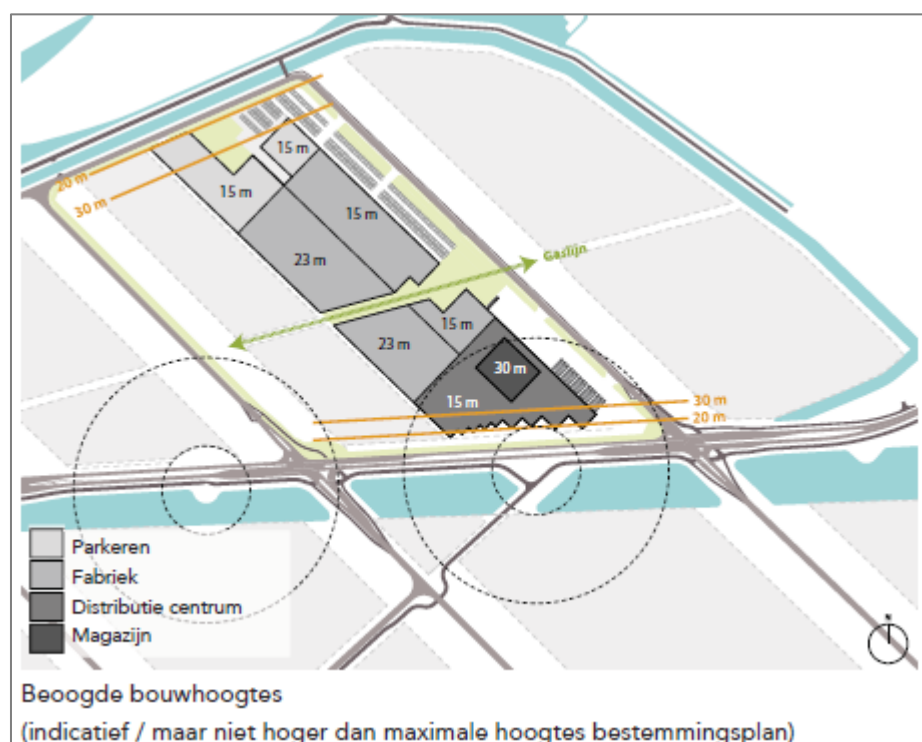 15 m
20 m
30 m
15 m
15 m
23 m
Gaslijn
15 m
23 m
30 m
15 m
30 m
20 m
Parkeren
Fabriek
Distributie centrum
Magazijn
N
Beoogde bouwhoogtes
(indicatief / maar niet hoger dan maximale hoogtes bestemmingsplan)